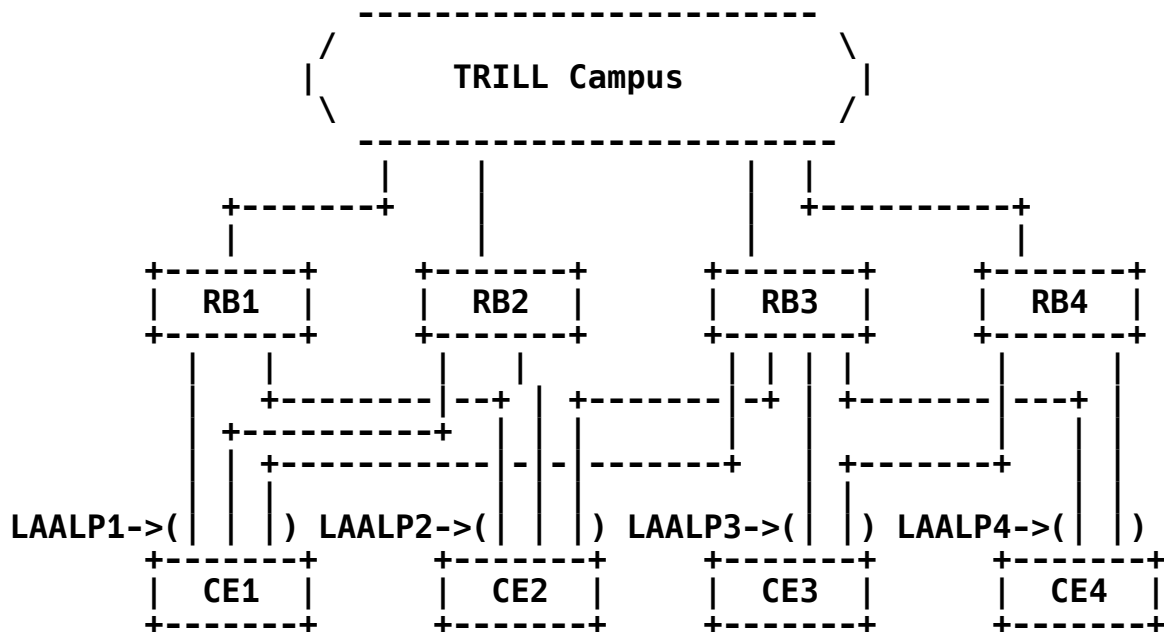 TRILL Campus
RB1 RB2 RB3 RB4
LAALP1->( ) LAALP2->( ) LAALP3->( ) LAALP4->( )
CE1 CE2 CE3 CE4